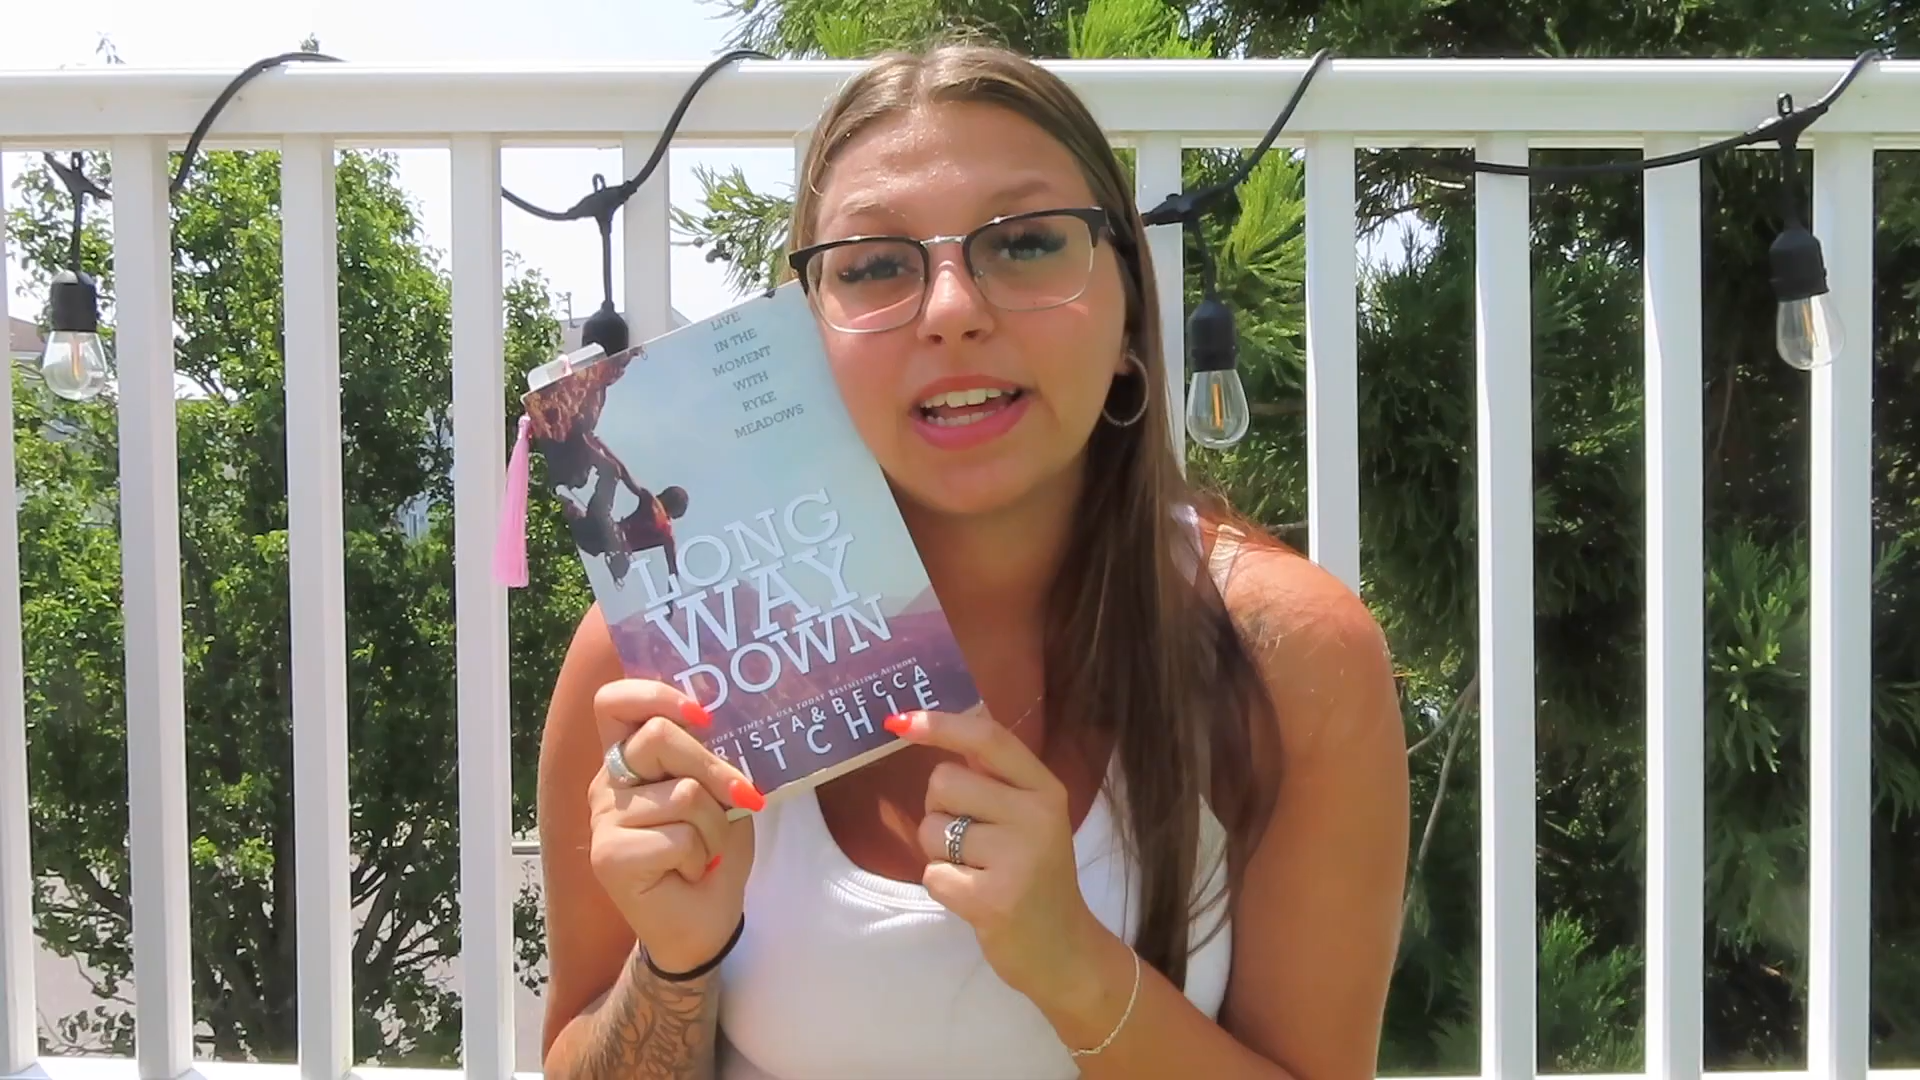 LIVE
IN THE
MOMENT
WITH
RYKE
MEADOWS
LONG
WAY
DOWN
YORK TIMES & USA TODAY BESTSELLING AUTHORS
RISTA & BECCA
ITCHIE